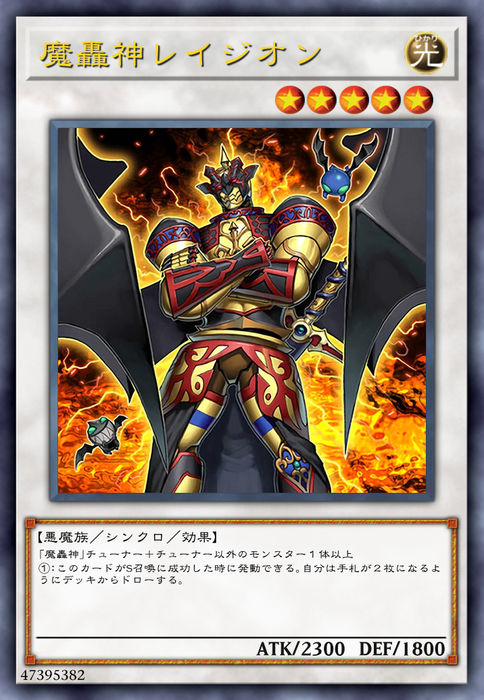 魔轟神レイジオン
光
ひかり
【悪魔族／シンクロ／効果】
「魔轟神」チューナー＋チューナー以外のモンスター１体以上
①：このカードがS召喚に成功した時に発動できる。自分は手札が２枚になるよ
うにデッキからドローする。
ATK/2300 DEF/1800
47395382